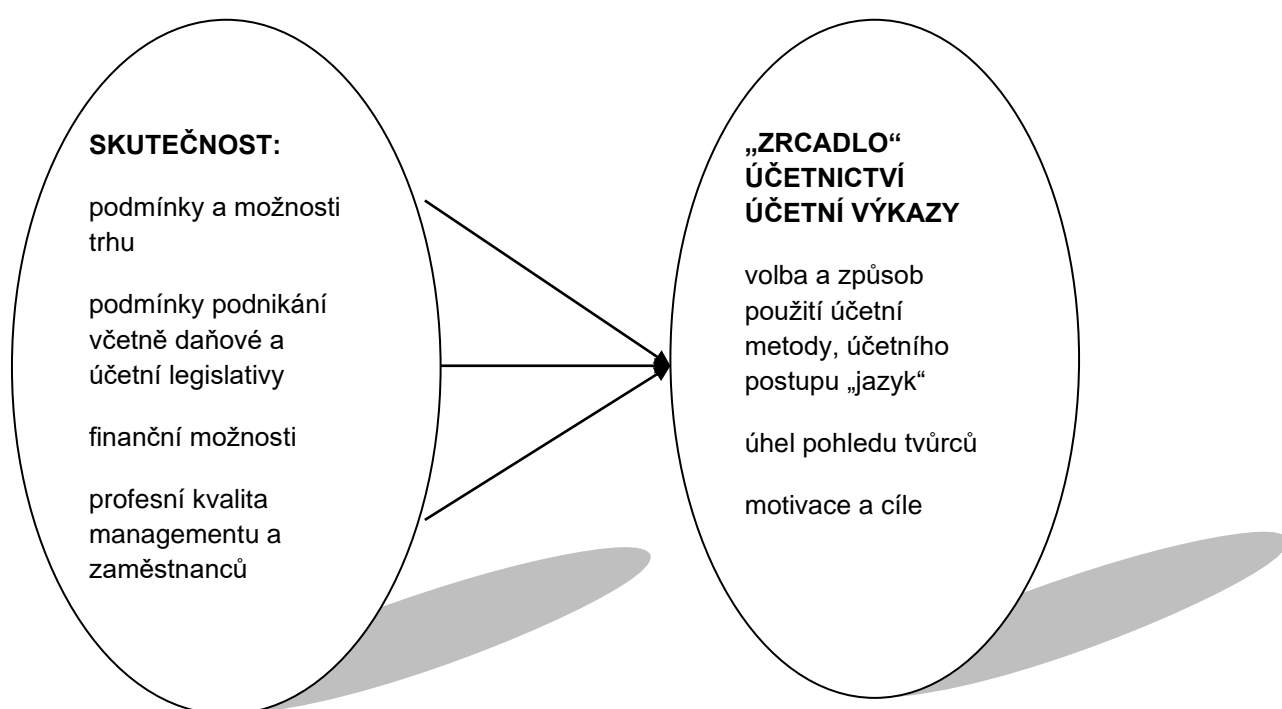 SKUTEČNOST:
podmínky a možnosti
trhu
podmínky podnikání
včetně daňové a
účetní legislativy
finanční možnosti
profesní kvalita
managementu a
zaměstnanců
„ZRCADLO“
ÚČETNICTVÍ
ÚČETNÍ VÝKAZY
volba a způsob
použití účetní
metody, účetního
postupu „jazyk“
úhel pohledu tvůrců
motivace a cíle